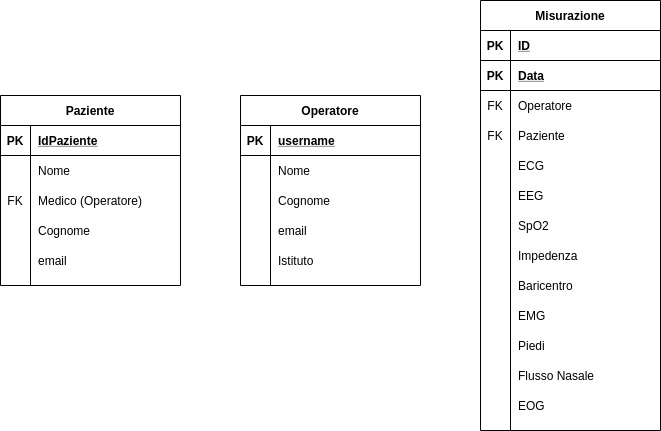 Paziente
PK IdPaziente
Nome
FK Medico (Operatore)
Cognome
email
Operatore
PK username
Nome
Cognome
email
Istituto
Misurazione
PK ID
PK Data
FK Operatore
FK Paziente
ECG
EEG
SpO2
Impedenza
Baricentro
EMG
Piedi
Flusso Nasale
EOG